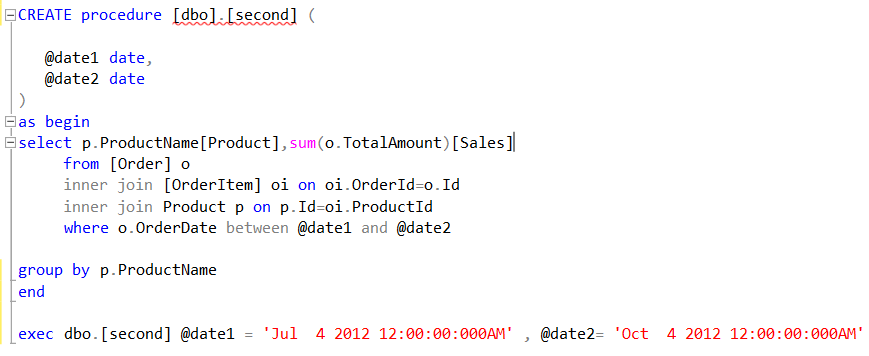 CREATE procedure [dbo].[second] (
@date1 date,
@date2 date
)
as begin
select p.ProductName[Product],sum(o.TotalAmount)[Sales]
from [Order] o
inner join [OrderItem] oi on oi.OrderId=o.Id
inner join Product p on p.Id=oi.ProductId
where o.OrderDate between @date1 and @date2
group by p.ProductName
end
exec dbo.[second] @date1 = 'Jul  4 2012 12:00:00:000AM' , @date2= 'Oct  4 2012 12:00:00:000AM'